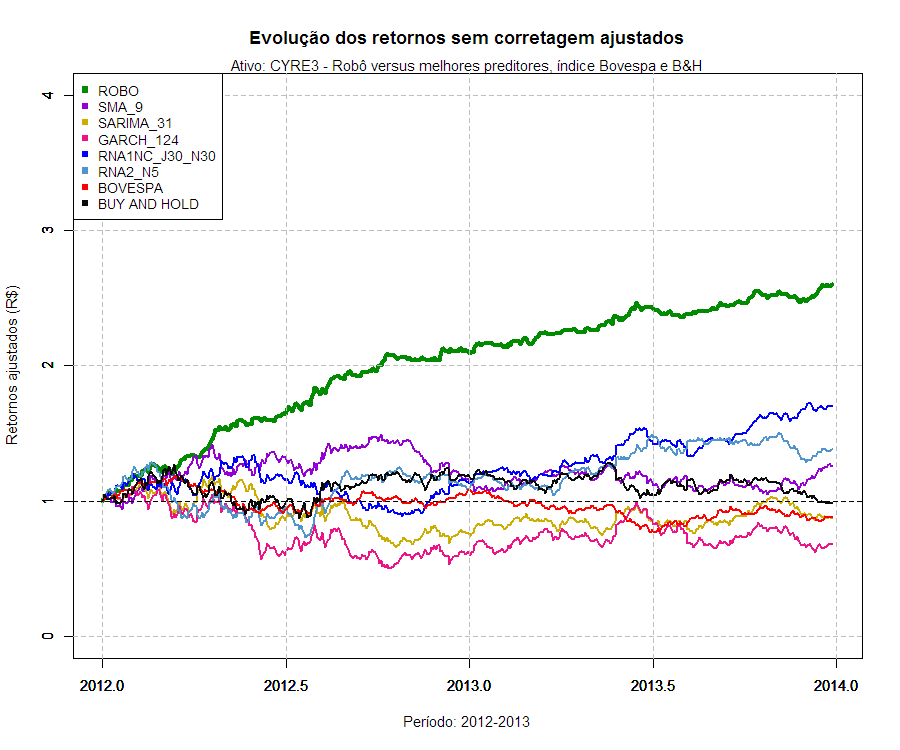 Evolução dos retornos sem corretagem ajustados
Ativo: CYRE3 - Robô versus melhores preditores, índice Bovespa e B&H
ROBO
SMA_9
SARIMA_31
GARCH_124
RNA1NC_J30_N30
RNA2_N5
BOVESPA
BUY AND HOLD
Retornos ajustados (R$)
4
3
2
1
0
2012.0 2012.5 2013.0 2013.5 2014.0
Período: 2012-2013